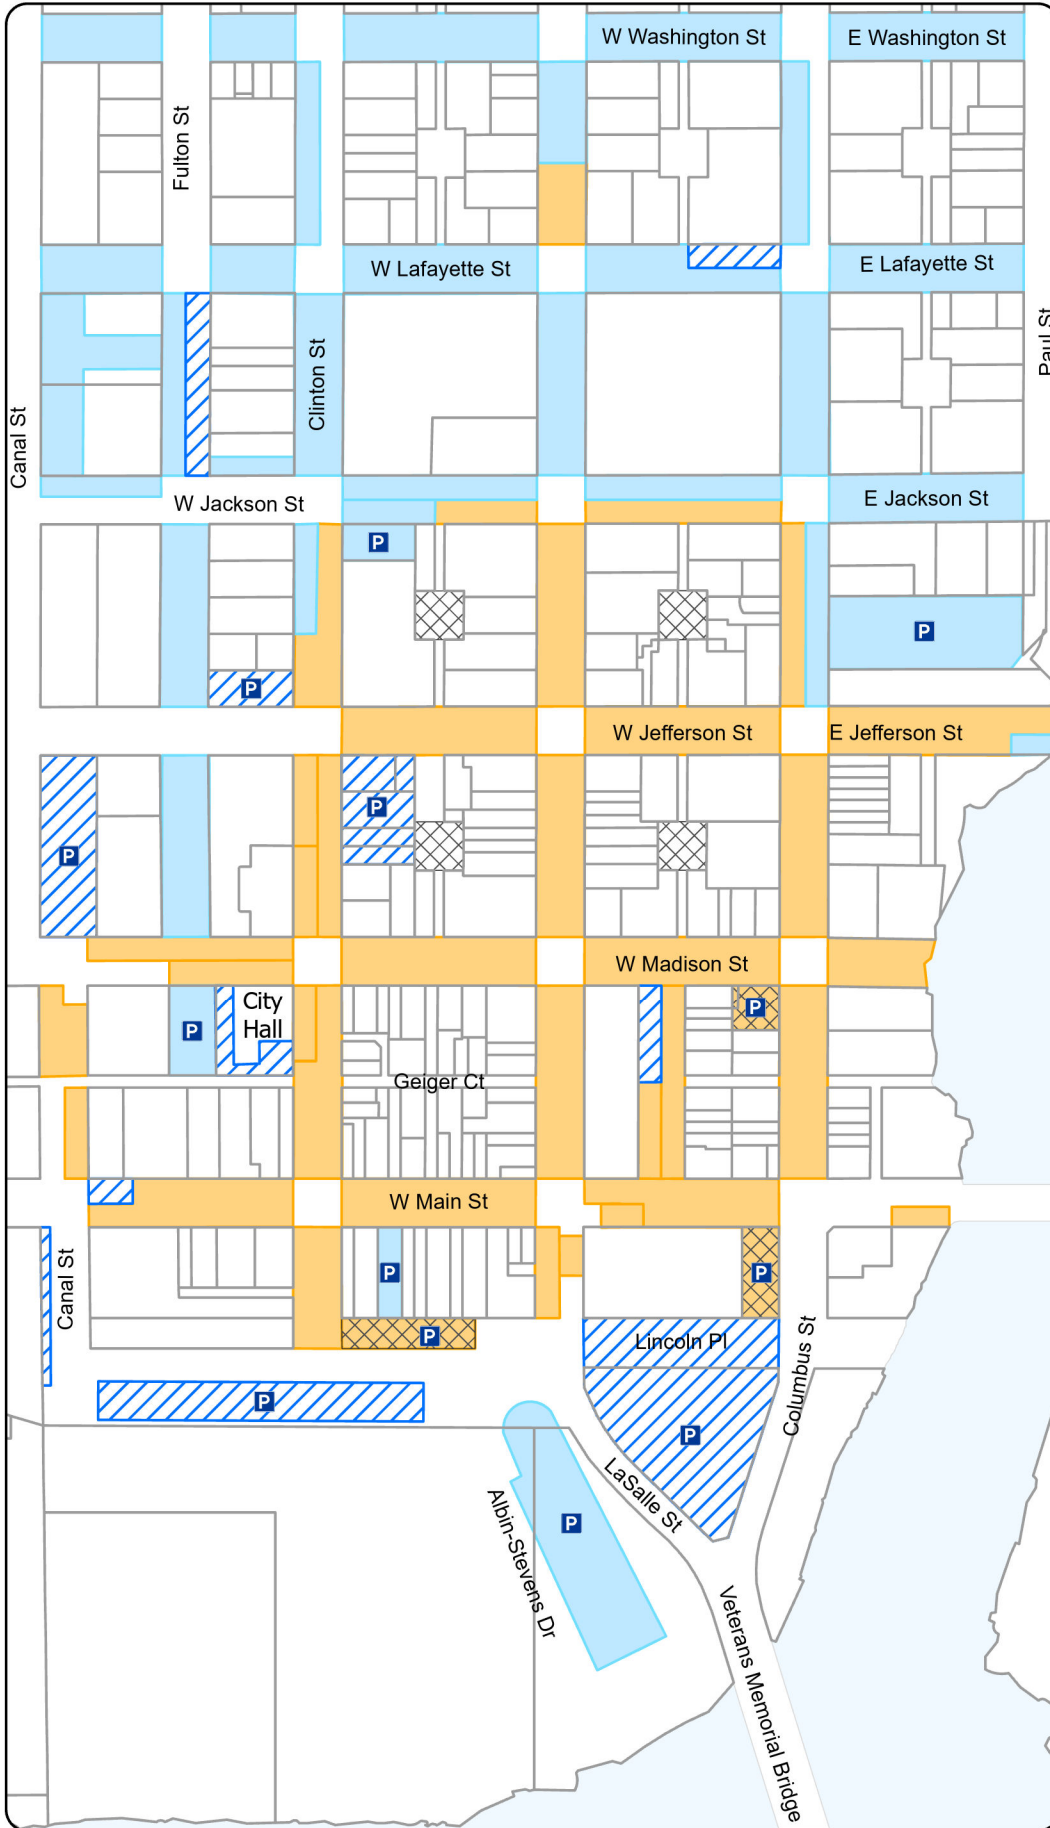 W Washington St
E Washington St
Fulton St
W Lafayette St
E Lafayette St
Paul St
Clinton St
Canal St
W Jackson St
E Jackson St
P
P
P
W Jefferson St
E Jefferson St
P
P
W Madison St
City
Hall
P
P
Geiger Ct
W Main St
Canal St
P
P
P
Lincoln Pl
Columbus St
P
P
LaSalle St
Albin-Stevens Dr
P
Veterans Memorial Bridge